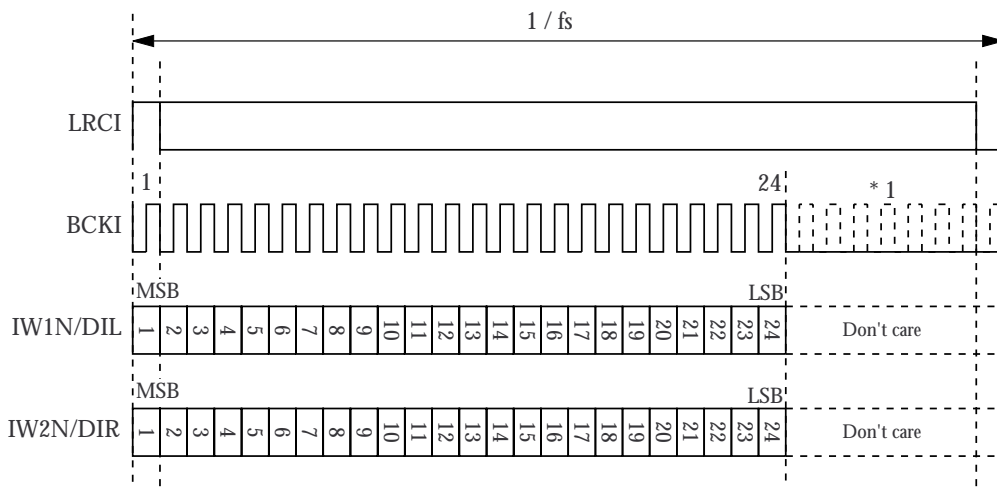 1 / fs
LRCI
1 24 * 1
BCKI
MSB LSB
IW1N/DIL 1 2 3 4 5 6 7 8 9 10 11 12 13 14 15 16 17 18 19 20 21 22 23 24 Don't care
MSB LSB
IW2N/DIR 1 2 3 4 5 6 7 8 9 10 11 12 13 14 15 16 17 18 19 20 21 22 23 24 Don't care